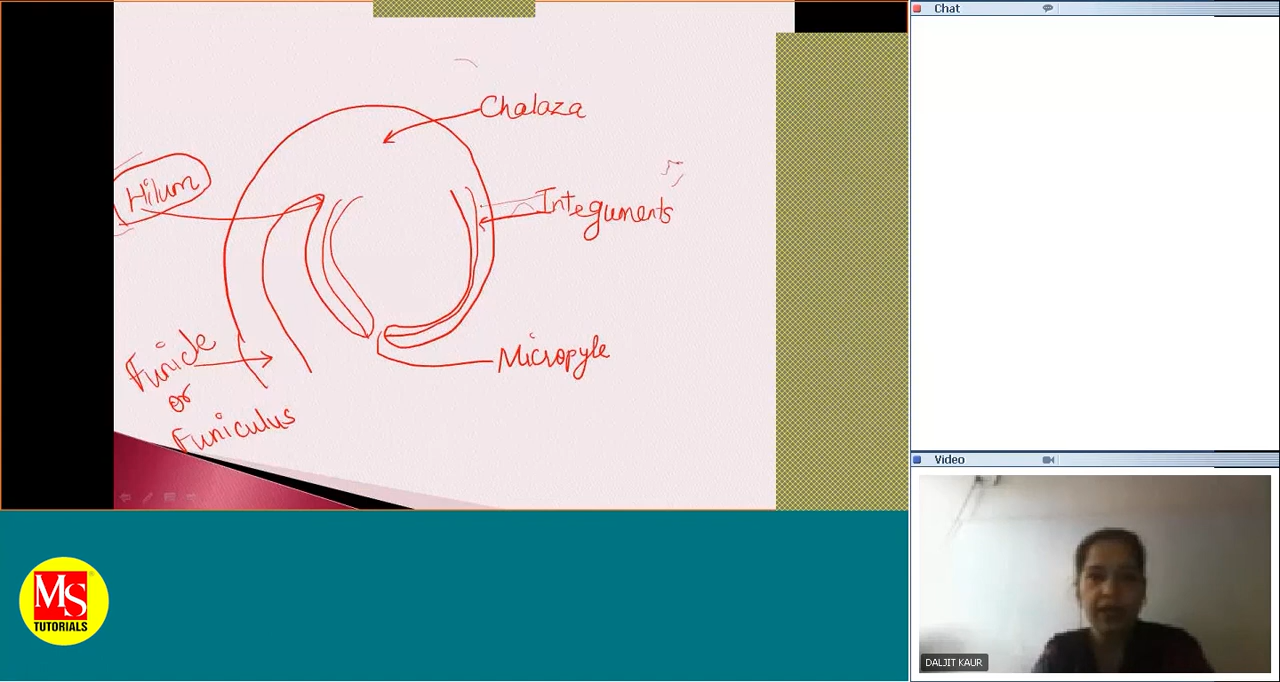 Chalaza
Hilum
Integuments
Funicle
or
Funiculus
Micropyle
MS
TUTORIALS
Chat
Video
DALJIT KAUR